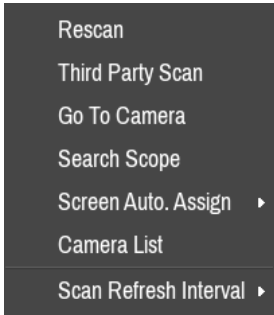 Rescan
Third Party Scan
Go To Camera
Search Scope
Screen Auto. Assign
Camera List
Scan Refresh Interval